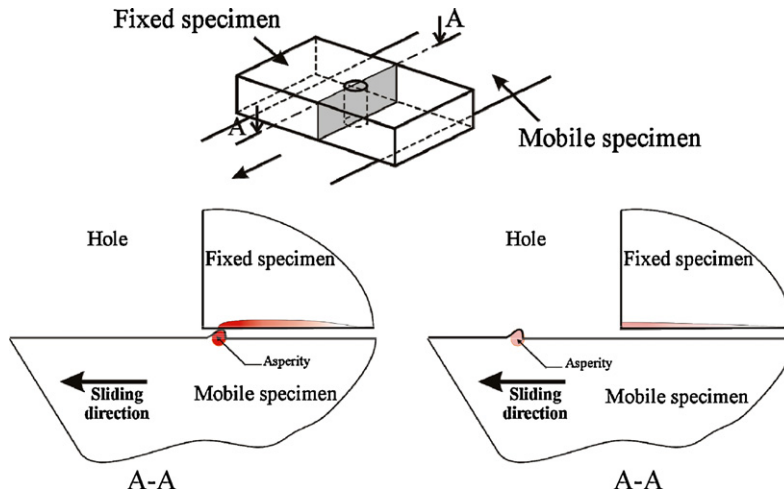 Fixed specimen
A
A
Mobile specimen
Hole
Fixed specimen
Asperity
Sliding
direction
Mobile specimen
A-A
Hole
Fixed specimen
Asperity
Sliding
direction
Mobile specimen
A-A